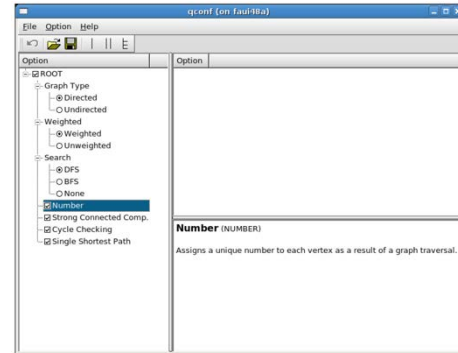 qconf (on faui48a)
File Option Help
Option
Option
ROOT
Graph Type
Directed
Undirected
Weighted
Weighted
Unweighted
Search
DFS
BFS
None
Number
Strong Connected Comp.
Cycle Checking
Single Shortest Path
Number (NUMBER)
Assigns a unique number to each vertex as a result of a graph traversal.